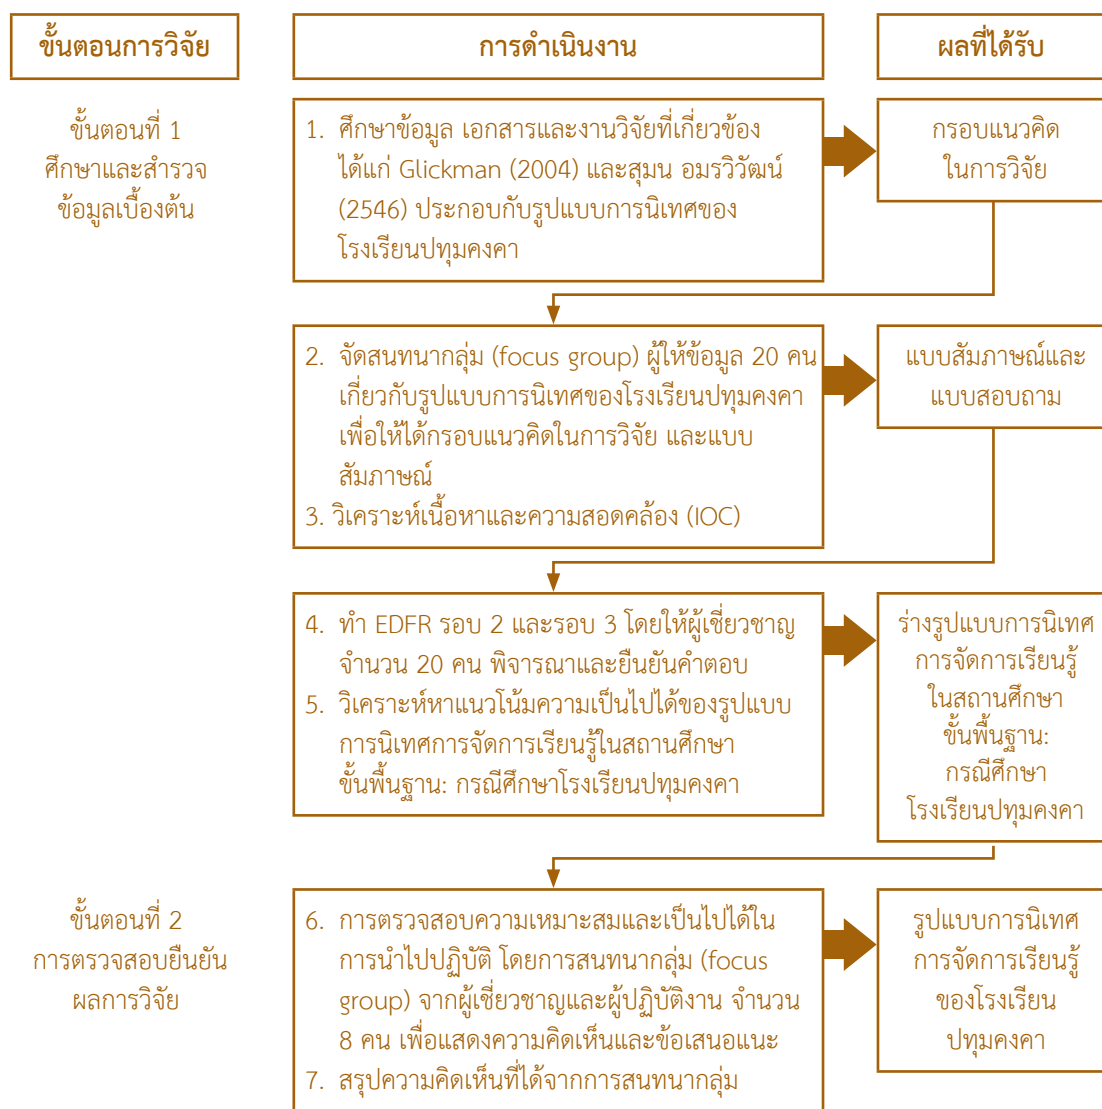 ขั้นตอนการวิจัย
การดำเนินงาน
ผลที่ได้รับ
ขั้นตอนที่ 1
ศึกษาและสำรวจ
ข้อมูลเบื้องต้น
1. ศึกษาข้อมูล เอกสารและงานวิจัยที่เกี่ยวข้อง
ได้แก่ Glickman (2004) และสุมน อมรวิวัฒน์
(2546) ประกอบกับรูปแบบการนิเทศของ
โรงเรียนปทุมคงคา
กรอบแนวคิด
ในการวิจัย
2. จัดสนทนากลุ่ม (focus group) ผู้ให้ข้อมูล 20 คน
เกี่ยวกับรูปแบบการนิเทศของโรงเรียนปทุมคงคา
เพื่อให้ได้กรอบแนวคิดในการวิจัย และแบบ
สัมภาษณ์
3. วิเคราะห์เนื้อหาและความสอดคล้อง (IOC)
แบบสัมภาษณ์และ
แบบสอบถาม
4. ทำ EDFR รอบ 2 และรอบ 3 โดยให้ผู้เชี่ยวชาญ
จำนวน 20 คน พิจารณาและยืนยันคำตอบ
5. วิเคราะห์หาแนวโน้มความเป็นไปได้ของรูปแบบ
การนิเทศการจัดการเรียนรู้ในสถานศึกษา
ขั้นพื้นฐาน: กรณีศึกษาโรงเรียนปทุมคงคา
ร่างรูปแบบการนิเทศ
การจัดการเรียนรู้
ในสถานศึกษา
ขั้นพื้นฐาน:
กรณีศึกษา
โรงเรียนปทุมคงคา
ขั้นตอนที่ 2
การตรวจสอบยืนยัน
ผลการวิจัย
6. การตรวจสอบความเหมาะสมและเป็นไปได้ใน
การนำไปปฏิบัติ โดยการสนทนากลุ่ม (focus
group) จากผู้เชี่ยวชาญและผู้ปฏิบัติงาน จำนวน
8 คน เพื่อแสดงความคิดเห็นและข้อเสนอแนะ
7. สรุปความคิดเห็นที่ได้จากการสนทนากลุ่ม
รูปแบบการนิเทศ
การจัดการเรียนรู้
ของโรงเรียน
ปทุมคงคา